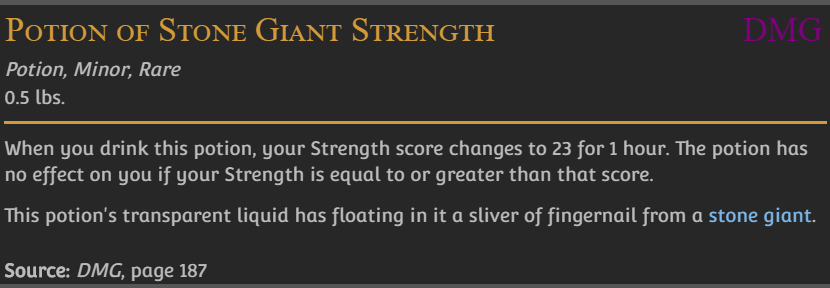 Potion of Stone Giant Strength DMG
Potion, Minor, Rare
0.5 lbs.
When you drink this potion, your Strength score changes to 23 for 1 hour. The potion has
no effect on you if your Strength is equal to or greater than that score.
This potion's transparent liquid has floating in it a sliver of fingernail from a stone giant.
Source: DMG, page 187